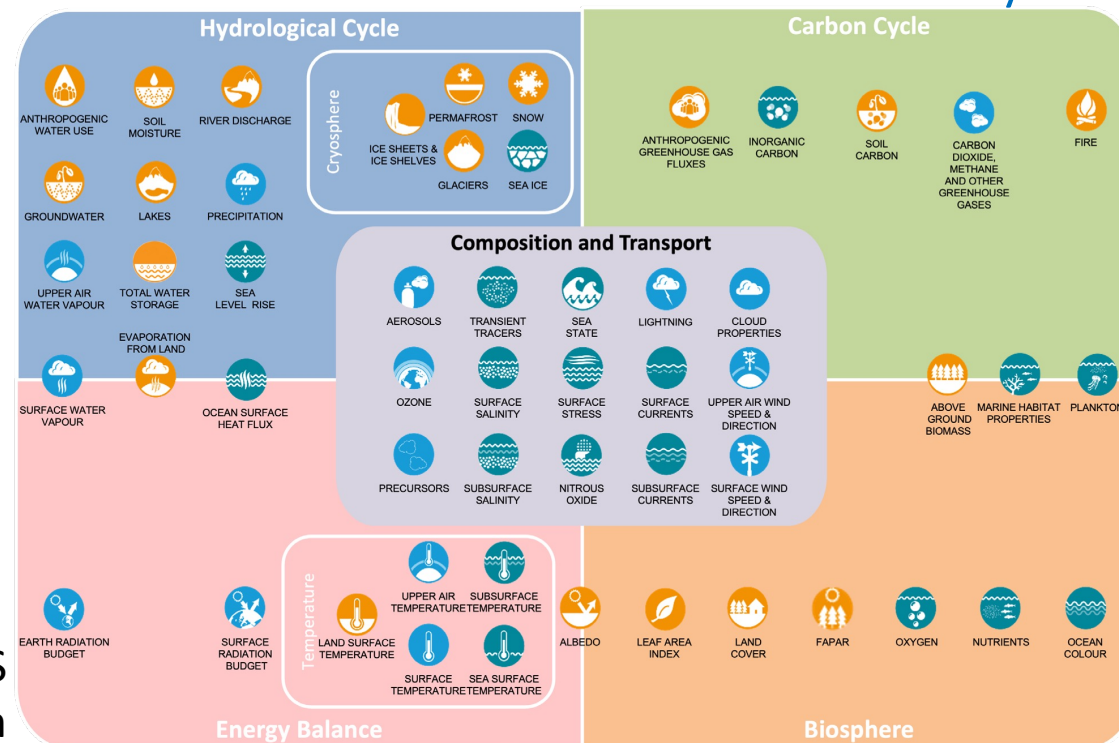 Hydrological Cycle
ANTHROPOGENIC
WATER USE
SOIL
MOISTURE
RIVER DISCHARGE
GROUNDWATER
LAKES
PRECIPITATION
UPPER AIR
WATER VAPOUR
TOTAL WATER
STORAGE
SEA
LEVEL RISE
EVAPORATION
FROM LAND
SURFACE WATER
VAPOUR
OCEAN SURFACE
HEAT FLUX
Cryosphere
ICE SHEETS &
ICE SHELVES
PERMAFROST
SNOW
GLACIERS
SEA ICE
Carbon Cycle
ANTHROPOGENIC
GREENHOUSE GAS
FLUXES
INORGANIC
CARBON
SOIL
CARBON
CARBON
DIOXIDE,
METHANE
AND OTHER
GREENHOUSE
GASES
FIRE
Composition and Transport
AEROSOLS
TRANSIENT
TRACERS
SEA
STATE
LIGHTNING
CLOUD
PROPERTIES
OZONE
SURFACE
SALINITY
SURFACE
STRESS
SURFACE
CURRENTS
UPPER AIR WIND
SPEED &
DIRECTION
PRECURSORS
SUBSURFACE
SALINITY
NITROUS
OXIDE
SUBSURFACE
CURRENTS
SURFACE WIND
SPEED &
DIRECTION
ABOVE
GROUND
BIOMASS
MARINE HABITAT
PROPERTIES
PLANKTON
EARTH RADIATION
BUDGET
SURFACE
RADIATION
BUDGET
Temperature
LAND SURFACE
TEMPERATURE
UPPER AIR
TEMPERATURE
SUBSURFACE
TEMPERATURE
SURFACE
TEMPERATURE
SEA SURFACE
TEMPERATURE
ALBEDO
LEAF AREA
INDEX
LAND
COVER
FAPAR
OXYGEN
NUTRIENTS
OCEAN
COLOUR
Energy Balance
Biosphere